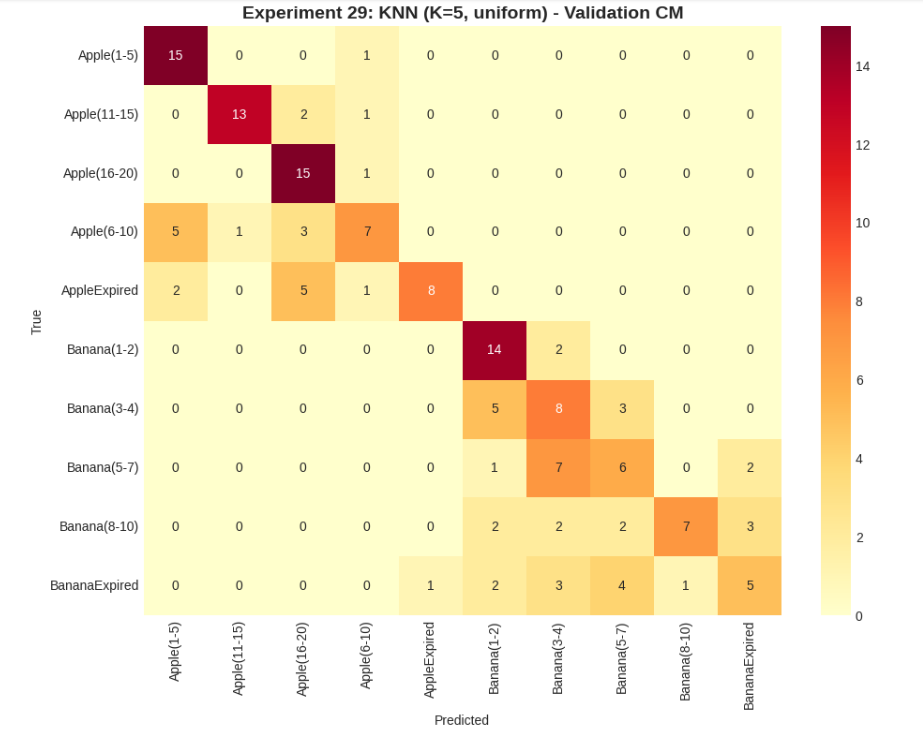 Experiment 29: KNN (K=5, uniform) - Validation CM
Apple(1-5) 15 0 0 1 0 0 0 0 0 0
Apple(11-15) 0 13 2 1 0 0 0 0 0 0
Apple(16-20) 0 0 15 1 0 0 0 0 0 0
Apple(6-10) 5 1 3 7 0 0 0 0 0 0
AppleExpired 2 0 5 1 8 0 0 0 0 0
Banana(1-2) 0 0 0 0 0 14 2 0 0 0
Banana(3-4) 0 0 0 0 0 5 8 3 0 0
Banana(5-7) 0 0 0 0 0 1 7 6 0 2
Banana(8-10) 0 0 0 0 0 2 2 2 7 3
BananaExpired 0 0 0 0 1 2 3 4 1 5
True
Apple(1-5)
Apple(11-15)
Apple(16-20)
Apple(6-10)
AppleExpired
Banana(1-2)
Banana(3-4)
Banana(5-7)
Banana(8-10)
BananaExpired
Predicted
14
12
10
8
6
4
2
0